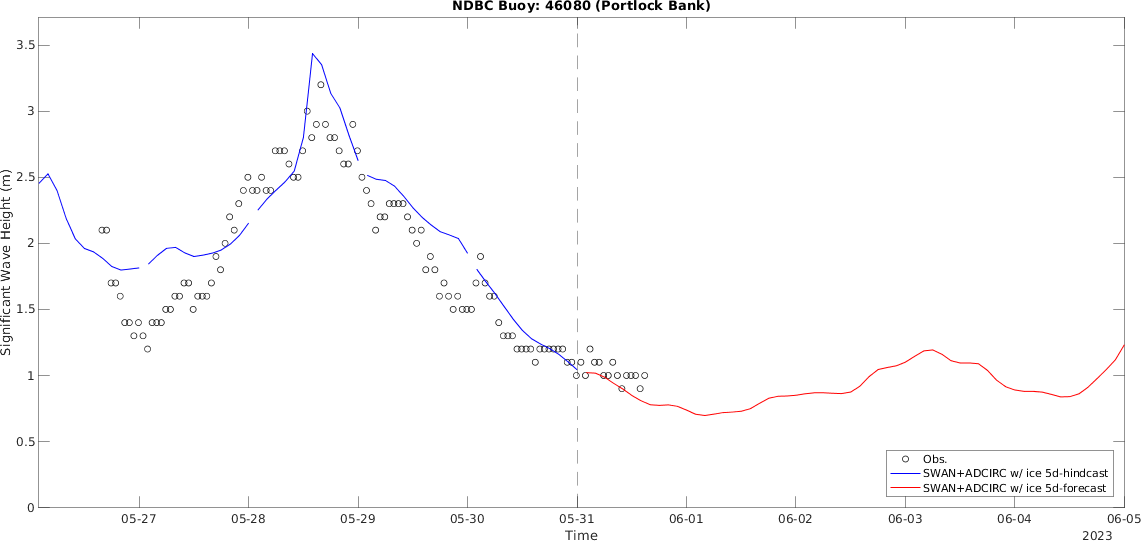 NDBC Buoy: 46080 (Portlock Bank)
Significant Wave Height (m)
3.5
3
2.5
2
1.5
1
0.5
0
05-27 05-28 05-29 05-30 05-31 06-01 06-02 06-03 06-04 06-05
Time
2023
Obs.
SWAN+ADCIRC w/ ice 5d-hindcast
SWAN+ADCIRC w/ ice 5d-forecast